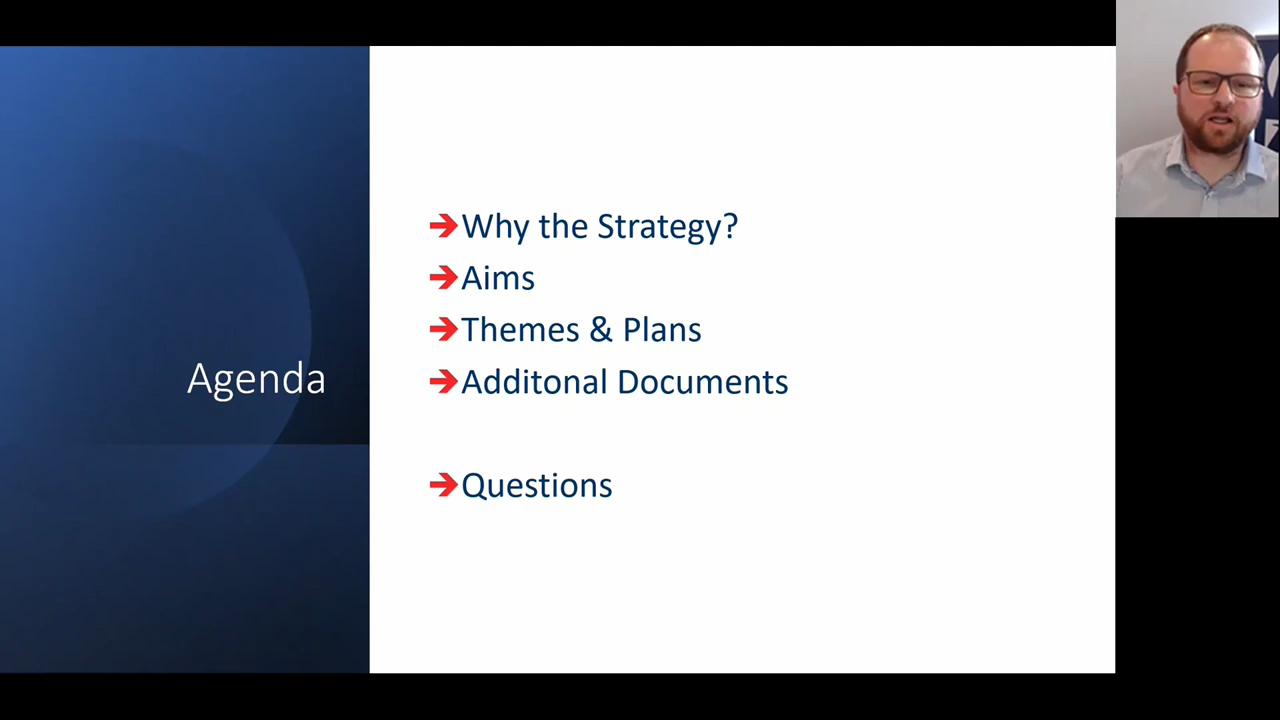 Agenda
Why the Strategy?
Aims
Themes & Plans
Additonal Documents
Questions